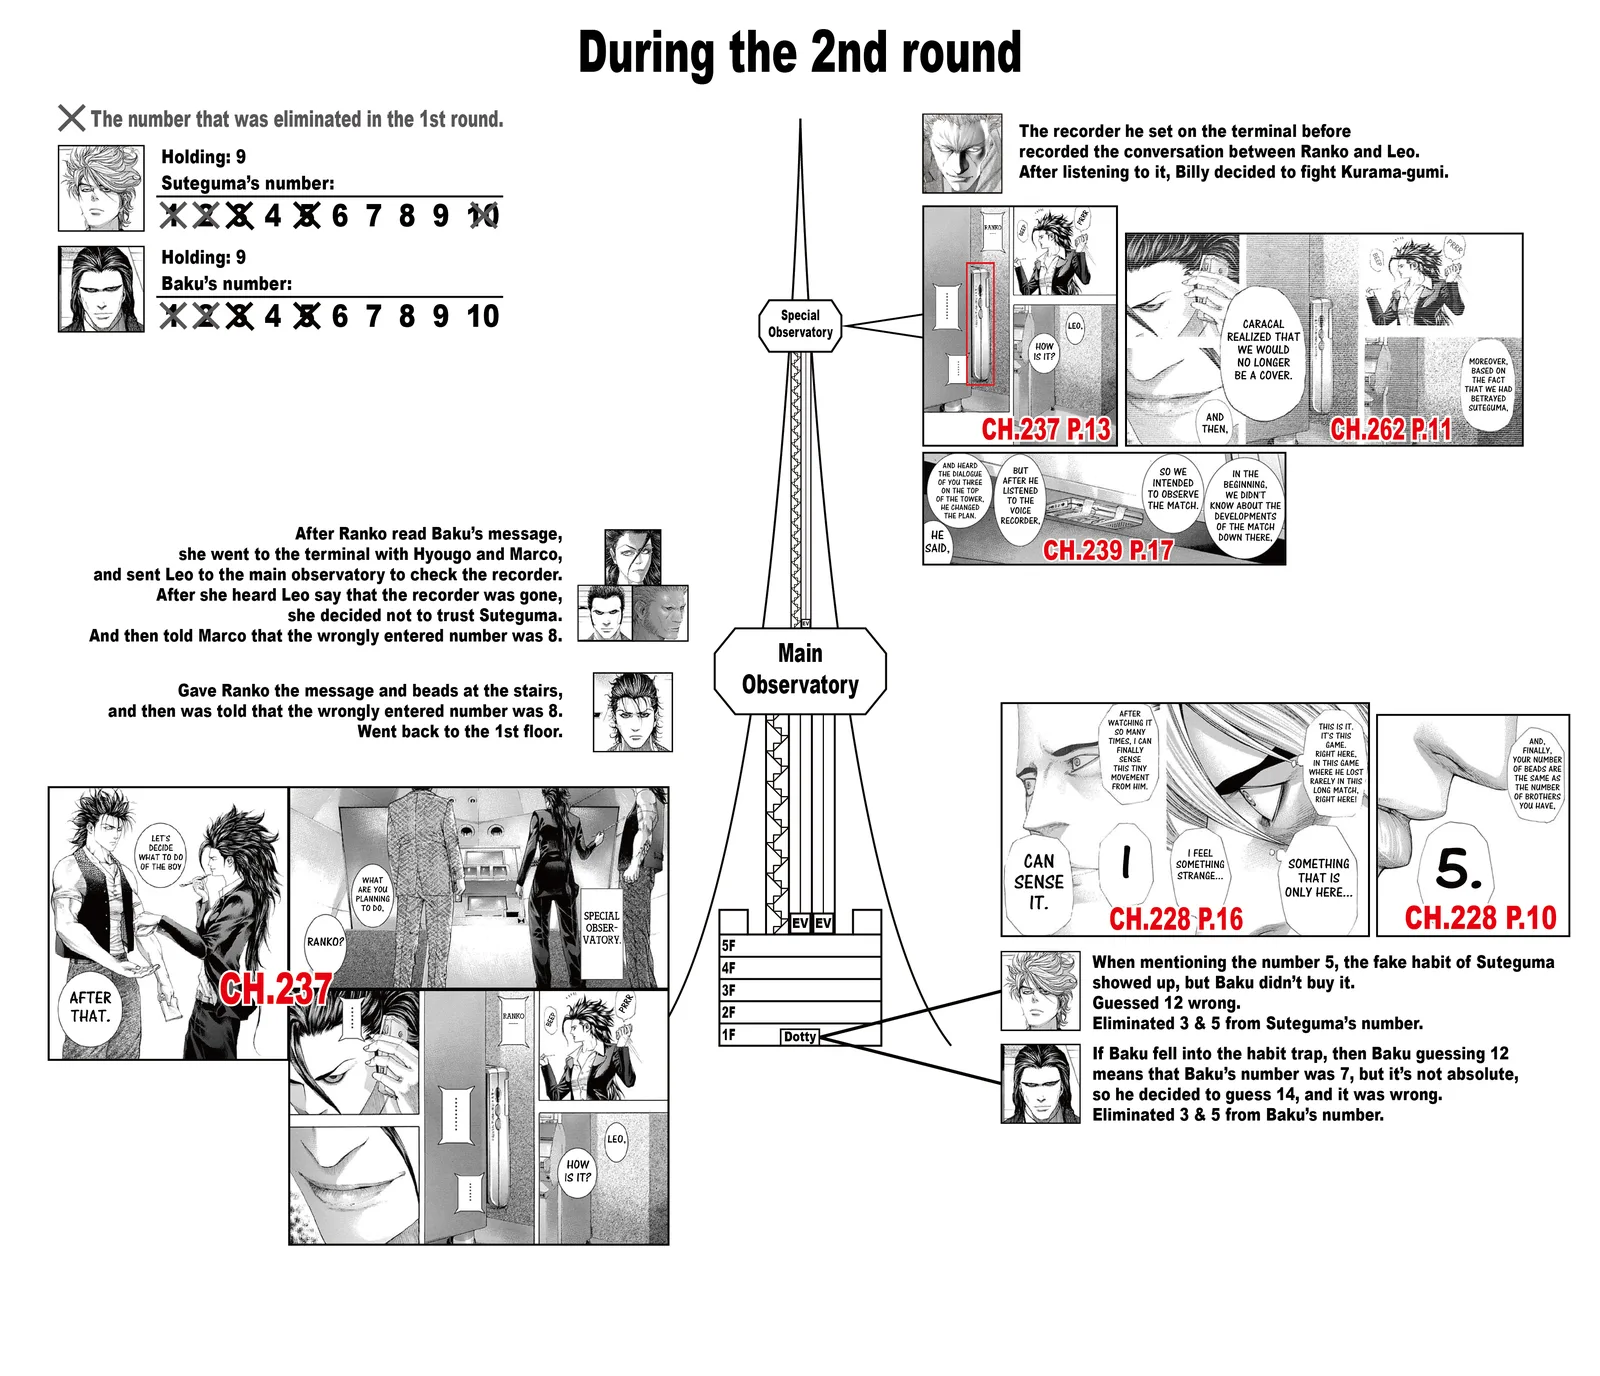 During the 2nd round
The number that was eliminated in the 1st round.
Holding: 9
Suteguma's number:
1 2 3 4 5 6 7 8 9 10
Holding: 9
Baku's number:
1 2 3 4 5 6 7 8 9 10
The recorder he set on the terminal before
recorded the conversation between Ranko and Leo.
After listening to it, Billy decided to fight Kurama-gumi.
RANKO
BEEP
PRRR
HOW
IS IT?
LEO,
CH.237 P.13
CARACAL
REALIZED THAT
WE WOULD
NO LONGER
BE A COVER.
AND
THEN,
BEEP
PRRR
MOREOVER,
BASED ON
THE FACT
THAT WE HAD
BETRAYED
SUTEGUMA,
CH.262 P.11
AND HEARD
THE DIALOGUE
OF YOU THREE
ON THE TOP
OF THE TOWER,
HE CHANGED
THE PLAN.
HE
SAID,
BUT
AFTER HE
LISTENED
TO THE
VOICE
RECORDER,
SO WE
INTENDED
TO OBSERVE
THE MATCH.
IN THE
BEGINNING,
WE DIDN'T
KNOW ABOUT THE
DEVELOPMENTS
OF THE MATCH
DOWN THERE,
CH.239 P.17
Special
Observatory
EV
Main
Observatory
After Ranko read Baku's message,
she went to the terminal with Hyougo and Marco,
and sent Leo to the main observatory to check the recorder.
After she heard Leo say that the recorder was gone,
she decided not to trust Suteguma.
And then told Marco that the wrongly entered number was 8.
Gave Ranko the message and beads at the stairs,
and then was told that the wrongly entered number was 8.
Went back to the 1st floor.
LET'S
DECIDE
WHAT TO DO
OF THE BOY
AFTER
THAT.
WHAT
ARE YOU
PLANNING
TO DO,
RANKO?
SPECIAL
OBSER-
VATORY.
CH.237
RANKO
BEEP
PRRR
HOW
IS IT?
LEO,
EV EV
5F
4F
3F
2F
1F
Dotty
AFTER
WATCHING IT
SO MANY
TIMES, I CAN
FINALLY
SENSE
THIS TINY
MOVEMENT
FROM HIM.
THIS IS IT.
IT'S THIS
GAME.
RIGHT HERE,
IN THIS GAME
WHERE HE LOST
RARELY IN THIS
LONG MATCH,
RIGHT HERE!
CAN
SENSE
IT.
I
I FEEL
SOMETHING
STRANGE...
SOMETHING
THAT IS
ONLY HERE...
CH.228 P.16
AND,
FINALLY,
YOUR NUMBER
OF BEADS ARE
THE SAME AS
THE NUMBER
OF BROTHERS
YOU HAVE,
5.
CH.228 P.10
When mentioning the number 5, the fake habit of Suteguma
showed up, but Baku didn't buy it.
Guessed 12 wrong.
Eliminated 3 & 5 from Suteguma's number.
If Baku fell into the habit trap, then Baku guessing 12
means that Baku's number was 7, but it's not absolute,
so he decided to guess 14, and it was wrong.
Eliminated 3 & 5 from Baku's number.